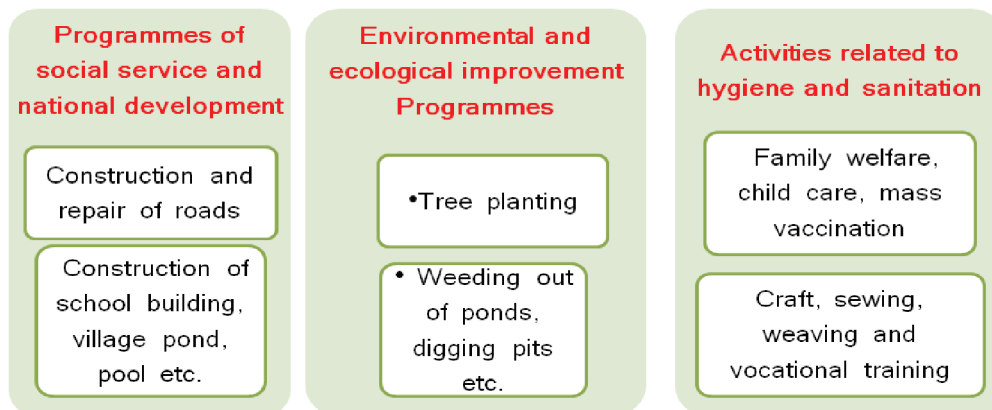 Programmes of
social service and
national development
Construction and
repair of roads
Construction of
school building,
village pond,
pool etc.
Environmental and
ecological improvement
Programmes
•Tree planting
• Weeding out
of ponds,
digging pits
etc.
Activities related to
hygiene and sanitation
Family welfare,
child care, mass
vaccination
Craft, sewing,
weaving and
vocational training